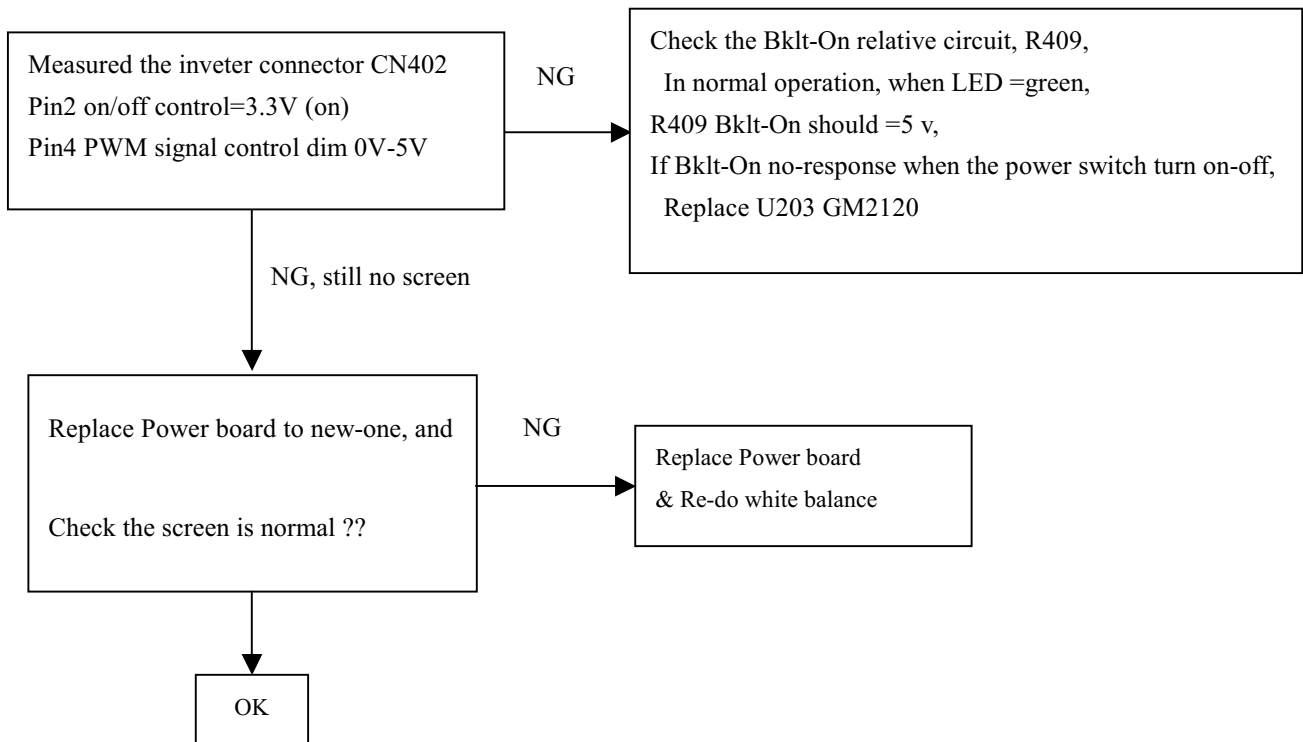 Measured the inveter connector CN402
Pin2 on/off control=3.3V (on)
Pin4 PWM signal control dim 0V-5V
NG
Check the Bklt-On relative circuit, R409,
In normal operation, when LED =green,
R409 Bklt-On should =5 v,
If Bklt-On no-response when the power switch turn on-off,
Replace U203 GM2120
NG, still no screen
Replace Power board to new-one, and
Check the screen is normal ??
NG
Replace Power board
& Re-do white balance
OK